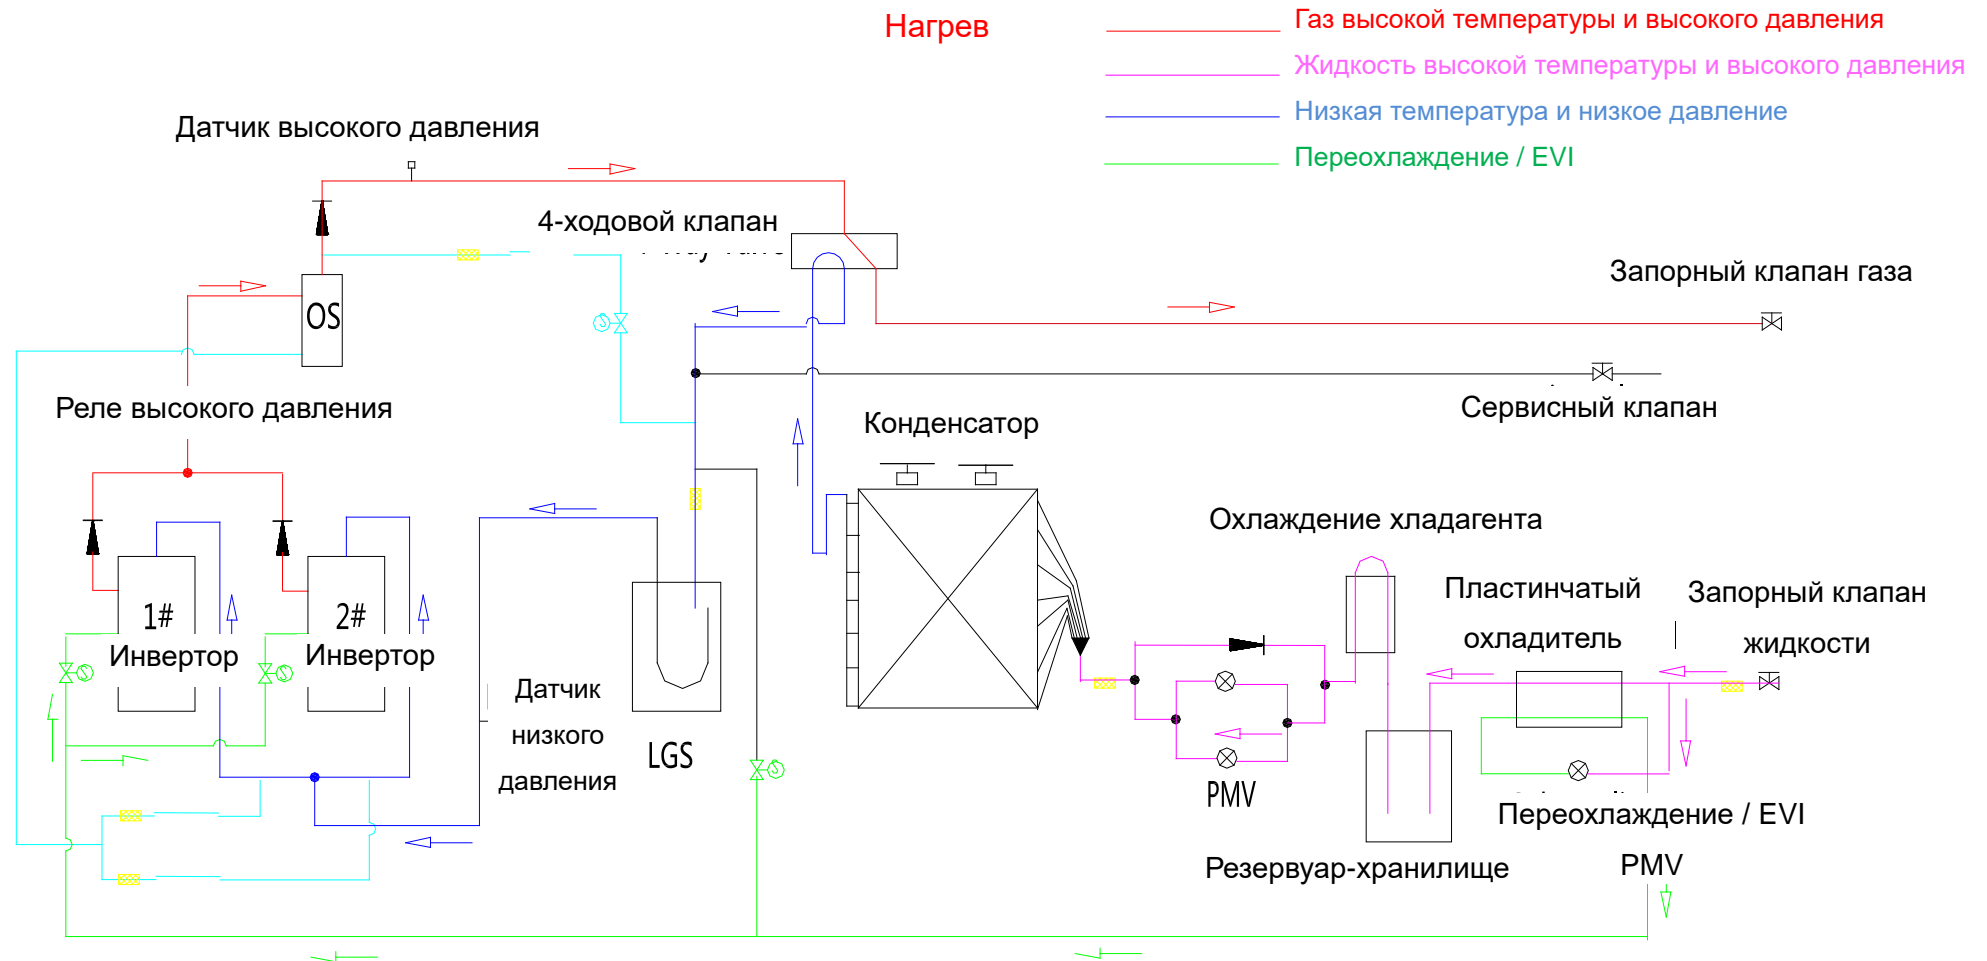 Нагрев
Газ высокой температуры и высокого давления
Жидкость высокой температуры и высокого давления
Низкая температура и низкое давление
Переохлаждение / EVI
Датчик высокого давления
4-ходовой клапан
Запорный клапан газа
OS
Реле высокого давления
Сервисный клапан
Конденсатор
Охлаждение хладагента
Пластинчатый
охладитель
Запорный клапан
жидкости
1#
Инвертор
2#
Инвертор
Датчик
низкого
давления
LGS
PMV
Переохлаждение / EVI
PMV
Резервуар-хранилище